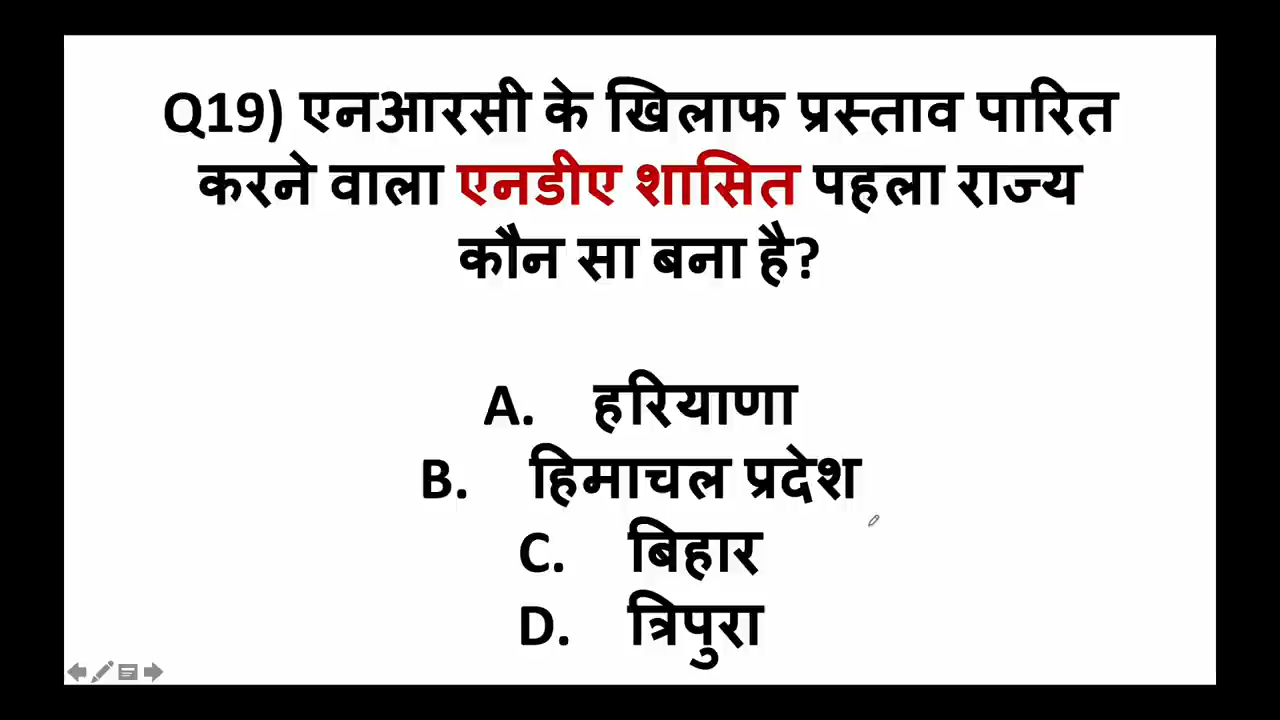 Q19) एनआरसी के खिलाफ प्रस्ताव पारित
करने वाला एनडीए शासित पहला राज्य
कौन सा बना है?
A. हरियाणा
B. हिमाचल प्रदेश
C. बिहार
D. त्रिपुरा